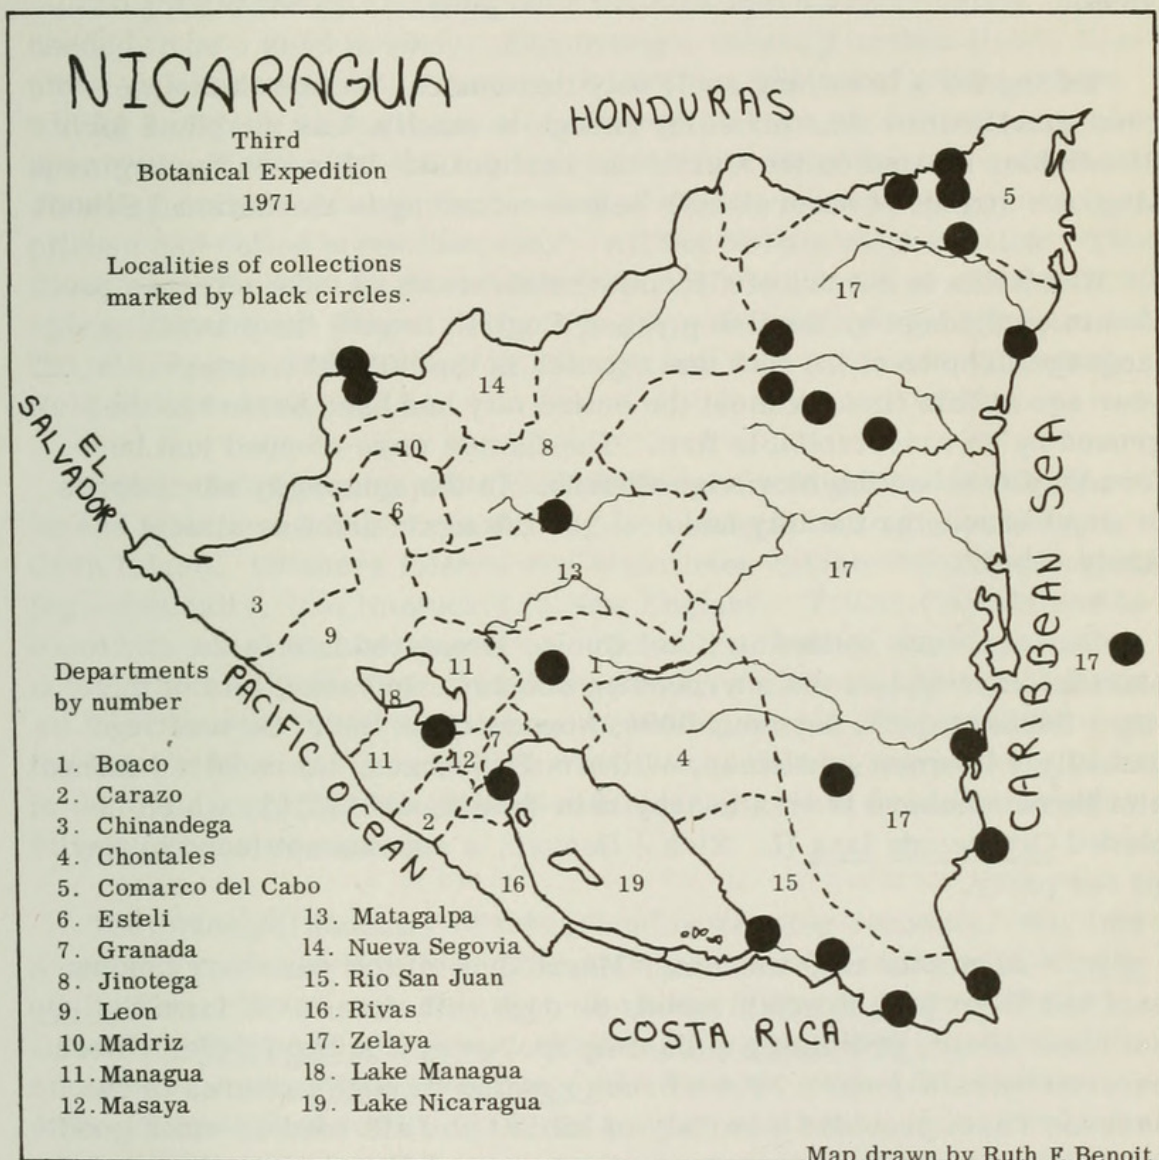 NICARAGUA
Third
Botanical Expedition
1971
Localities of collections
marked by black circles.
HONDURAS
EL
SALVADOR
PACIFIC OCEAN
CARIBBEAN SEA
COSTA RICA
5
17
14
10
8
6
13
17
3
9
11
1
17
18
7
11
12
4
2
17
16
19
15
Departments
by number
1. Boaco
2. Carazo
3. Chinandega
4. Chontales
5. Comarco del Cabo
6. Esteli
7. Granada
8. Jinotega
9. Leon
10. Madriz
11. Managua
12. Masaya
13. Matagalpa
14. Nueva Segovia
15. Rio San Juan
16. Rivas
17. Zelaya
18. Lake Managua
19. Lake Nicaragua
Map drawn by Ruth F. Benoit